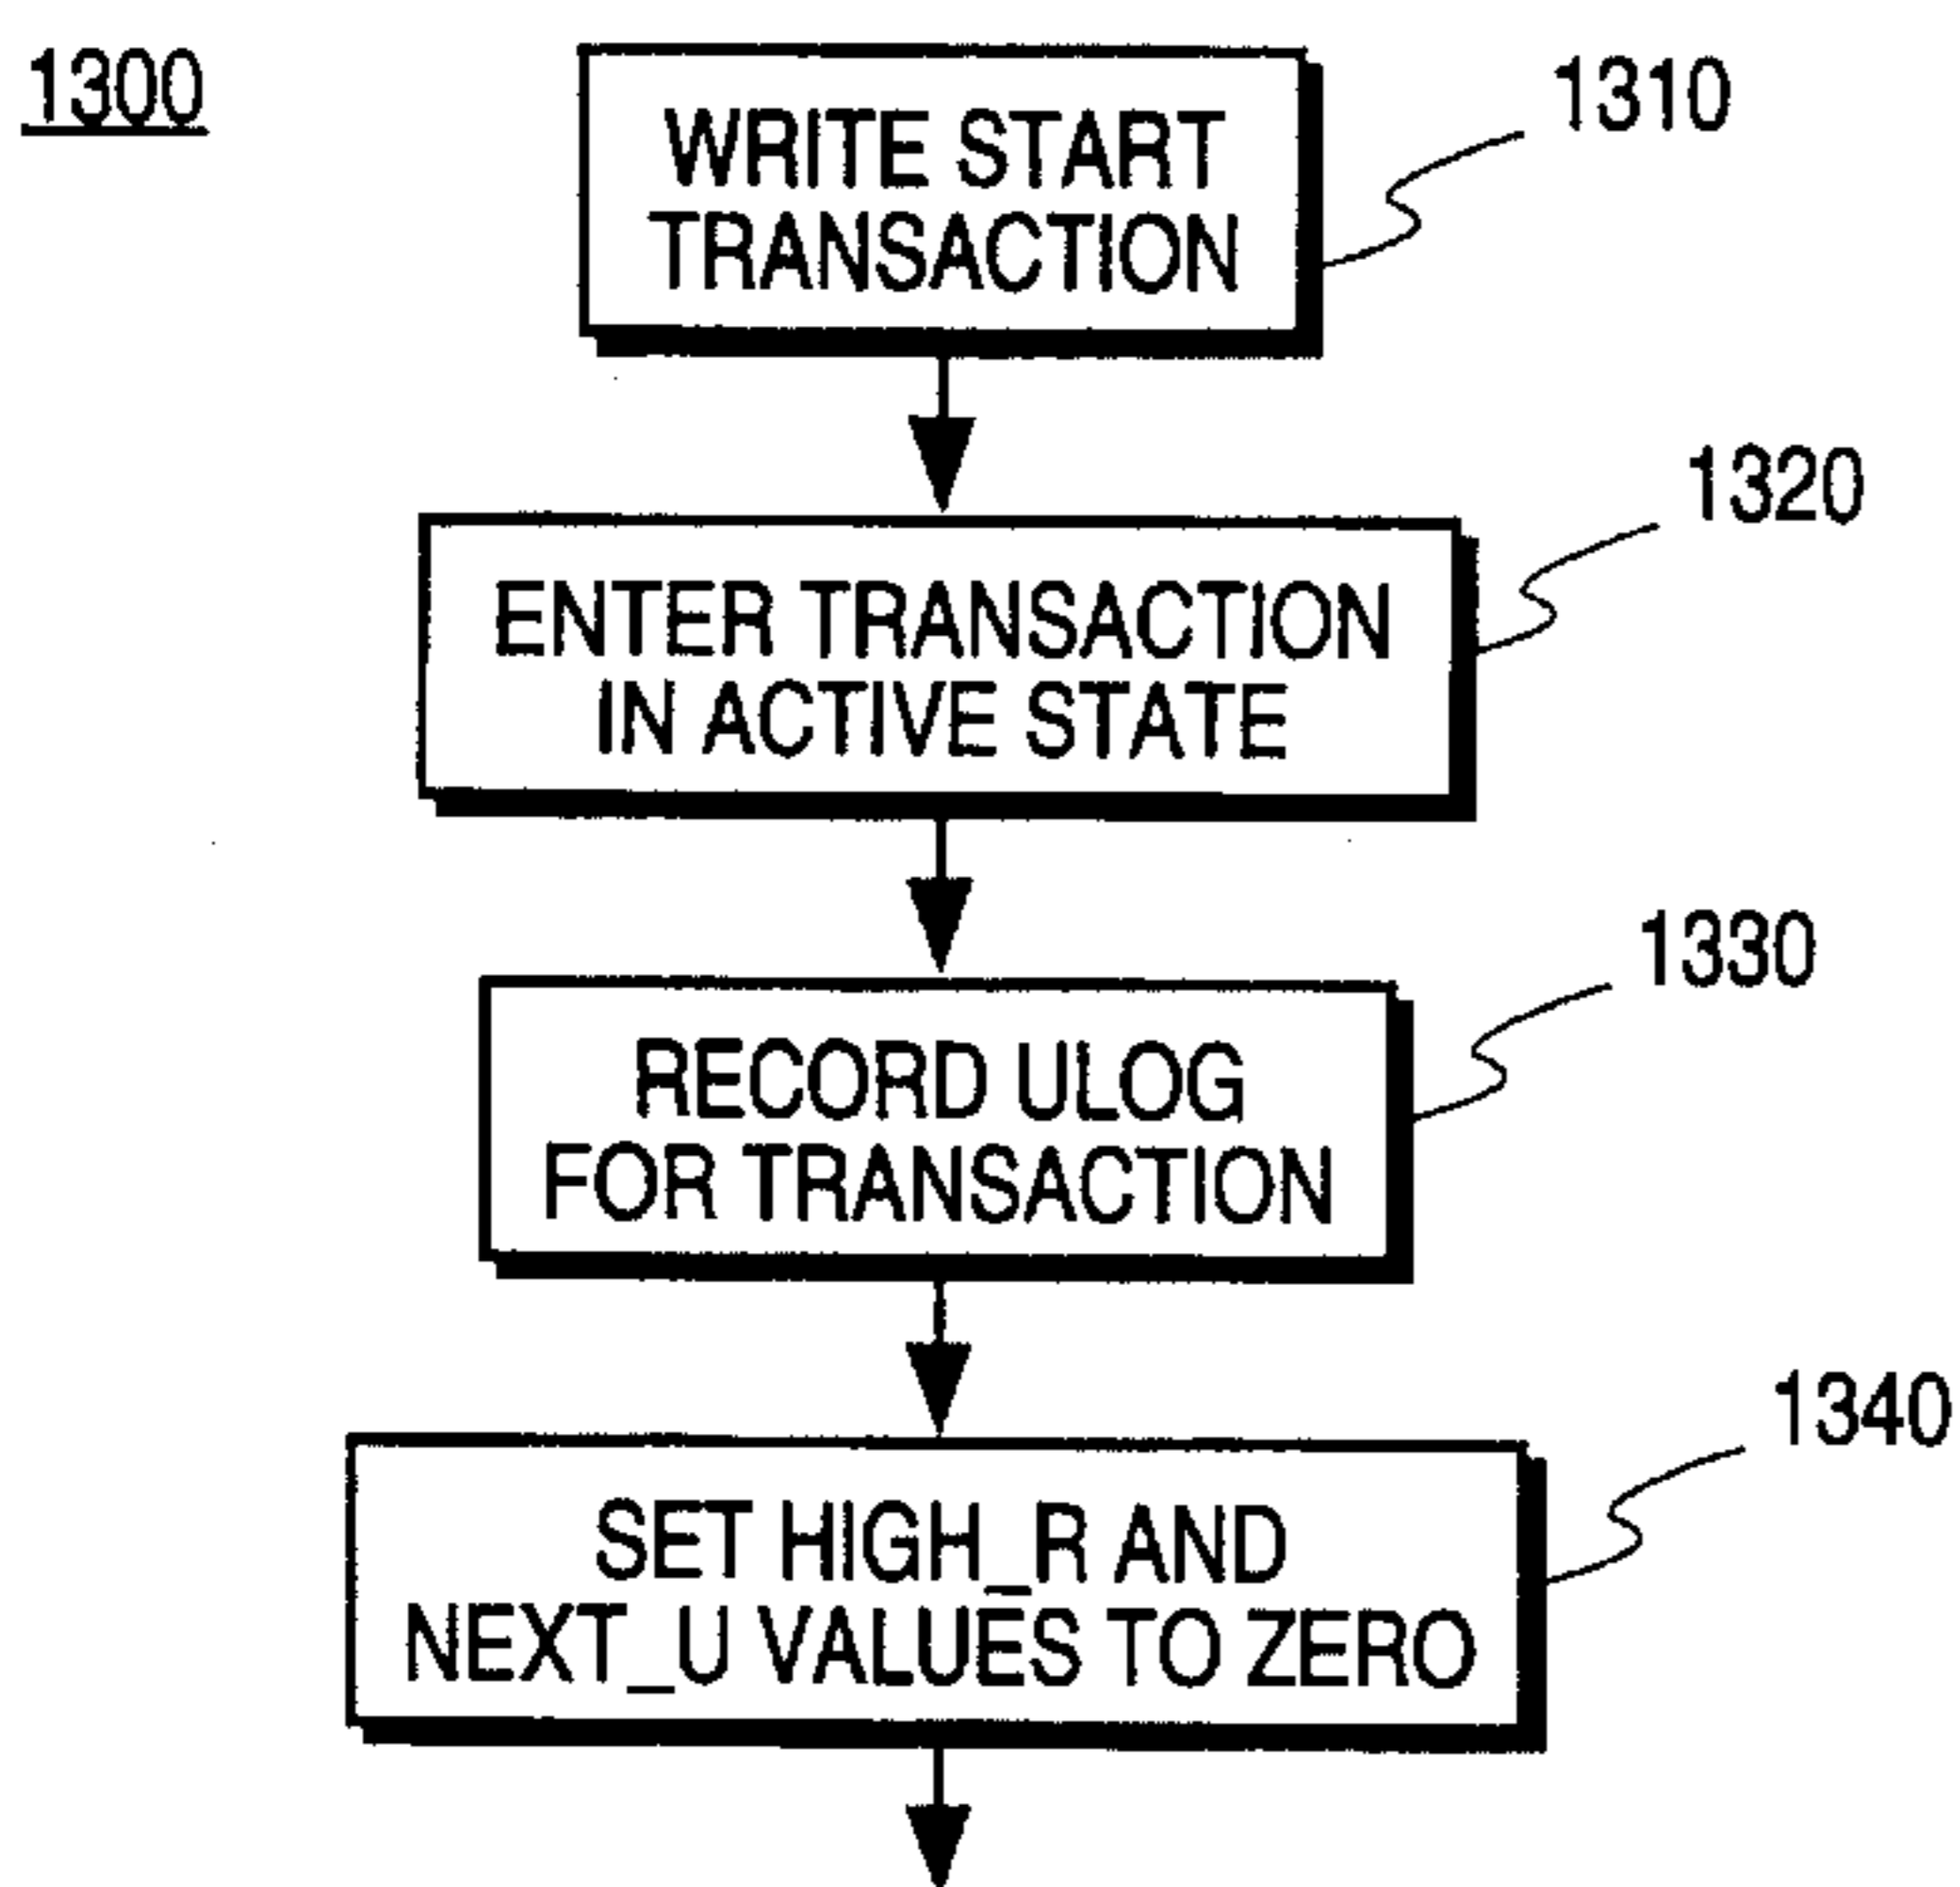 1300
1310
WRITE START
TRANSACTION
1320
ENTER TRANSACTION
IN ACTIVE STATE
1330
RECORD ULOG
FOR TRANSACTION
1340
SET HIGH_R AND
NEXT_U VALUES TO ZERO